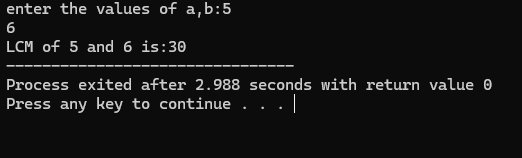 enter the values of a,b:5
6
LCM of 5 and 6 is:30
--------------------------------
Process exited after 2.988 seconds with return value 0
Press any key to continue . . .